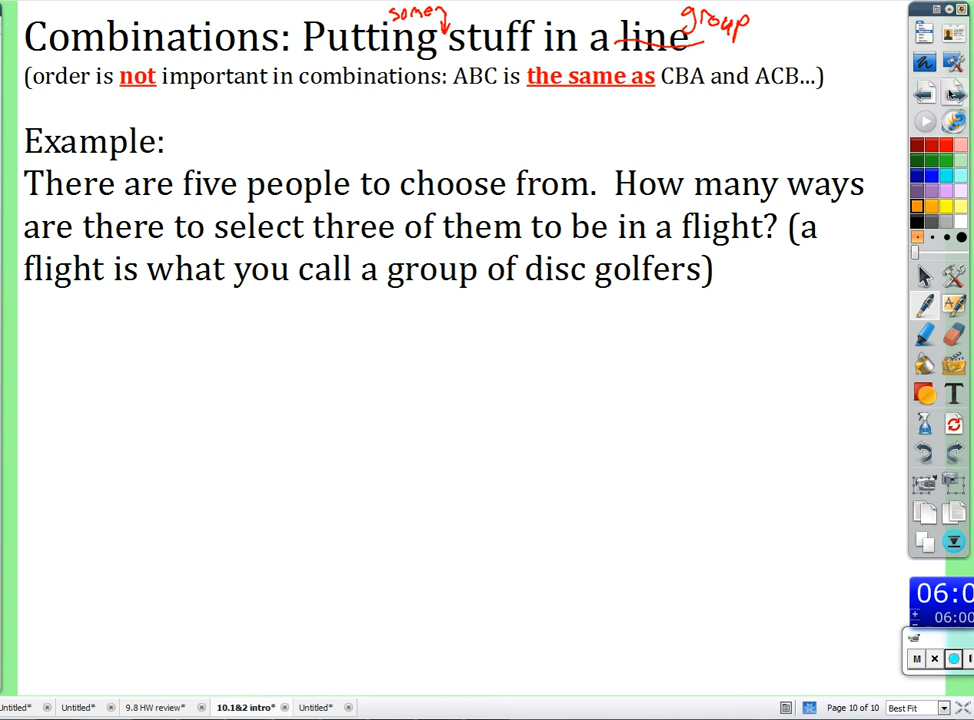 some
Combinations: Putting stuff in a line
group
(order is not important in combinations: ABC is the same as CBA and ACB...)
Example:
There are five people to choose from. How many ways
are there to select three of them to be in a flight? (a
flight is what you call a group of disc golfers)
A
T
06:0
06:00
M
Untitled*
Untitled*
9.8 HW review*
10.1&2 intro*
Untitled*
Page 10 of 10
Best Fit